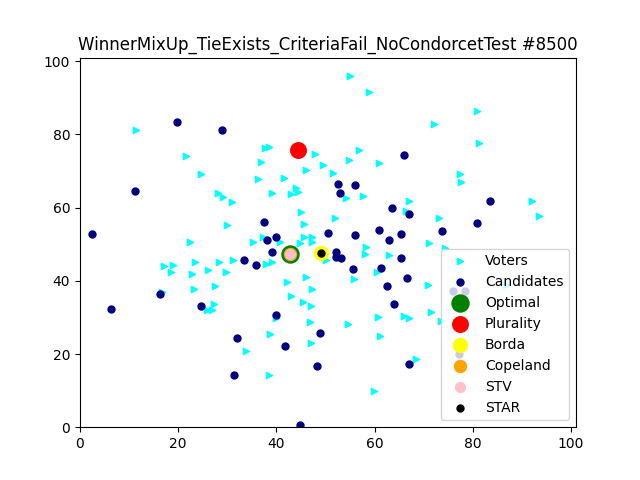 WinnerMixUp_TieExists_CriteriaFail_NoCondorcetTest #8500
100
80
60
40
20
0
0 20 40 60 80 100
Voters
Candidates
Optimal
Plurality
Borda
Copeland
STV
STAR